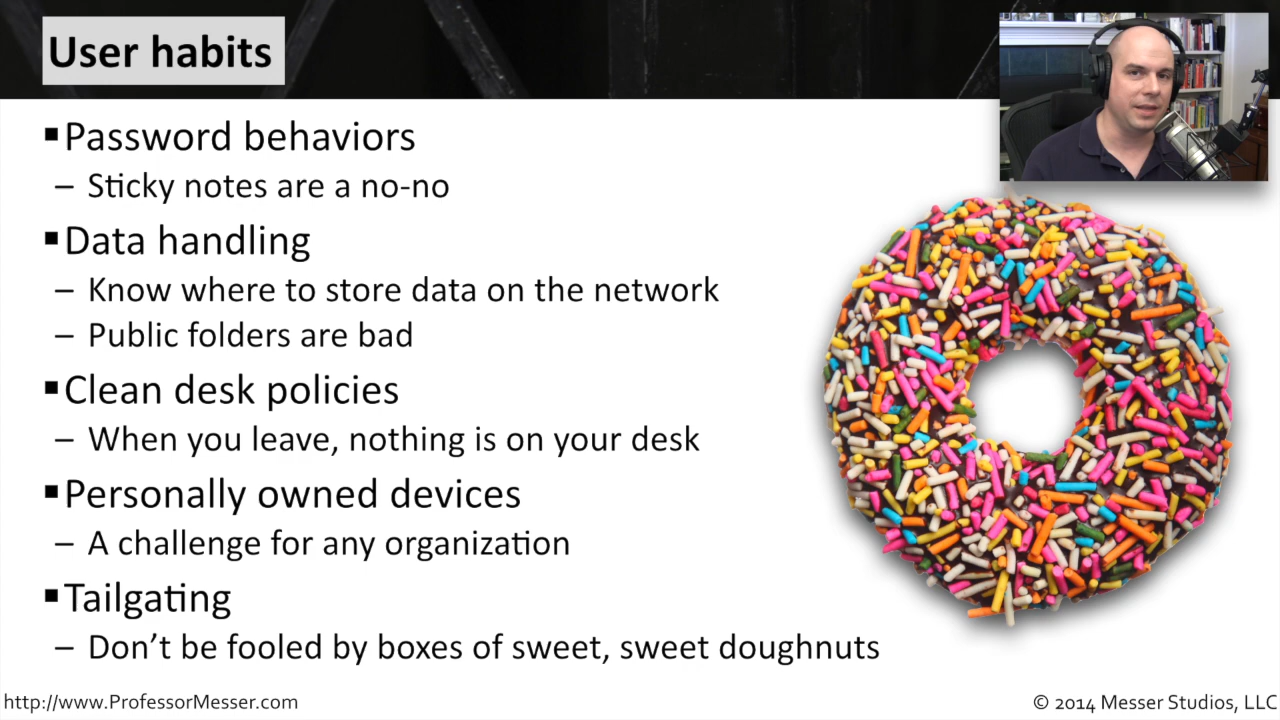 User habits
▪Password behaviors
– Sticky notes are a no-no
▪Data handling
– Know where to store data on the network
– Public folders are bad
▪Clean desk policies
– When you leave, nothing is on your desk
▪Personally owned devices
– A challenge for any organization
▪Tailgating
– Don’t be fooled by boxes of sweet, sweet doughnuts
http://www.ProfessorMesser.com
© 2014 Messer Studios, LLC